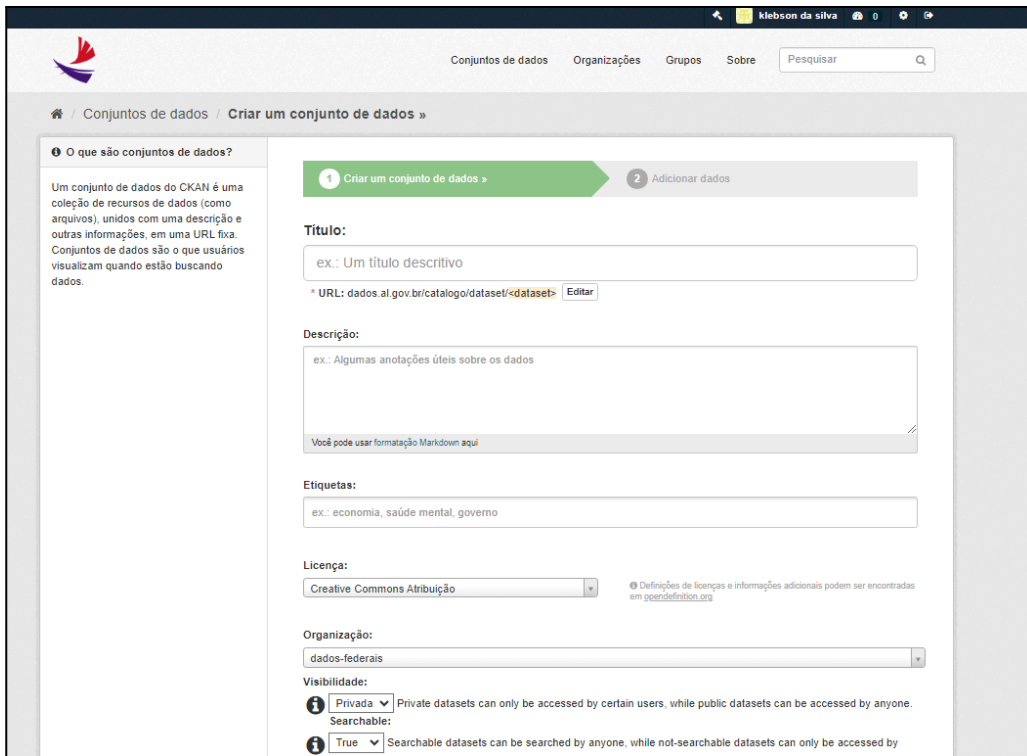 klebson da silva 0
Conjuntos de dados Organizações Grupos Sobre Pesquisar
/ Conjuntos de dados / Criar um conjunto de dados »
O que são conjuntos de dados?
Um conjunto de dados do CKAN é uma
coleção de recursos de dados (como
arquivos), unidos com uma descrição e
outras informações, em uma URL fixa.
Conjuntos de dados são o que usuários
visualizam quando estão buscando
dados.
1 Criar um conjunto de dados » 2 Adicionar dados
Título:
ex.: Um título descritivo
* URL: dados.al.gov.br/catalogo/dataset/<dataset> Editar
Descrição:
ex.: Algumas anotações úteis sobre os dados
Você pode usar formatação Markdown aqui
Etiquetas:
ex.: economia, saúde mental, governo
Licença:
Creative Commons Atribuição
Definições de licenças e informações adicionais podem ser encontradas
em opendefinition.org
Organização:
dados-federais
Visibilidade:
Privada Private datasets can only be accessed by certain users, while public datasets can be accessed by anyone.
Searchable:
True Searchable datasets can be searched by anyone, while not-searchable datasets can only be accessed by